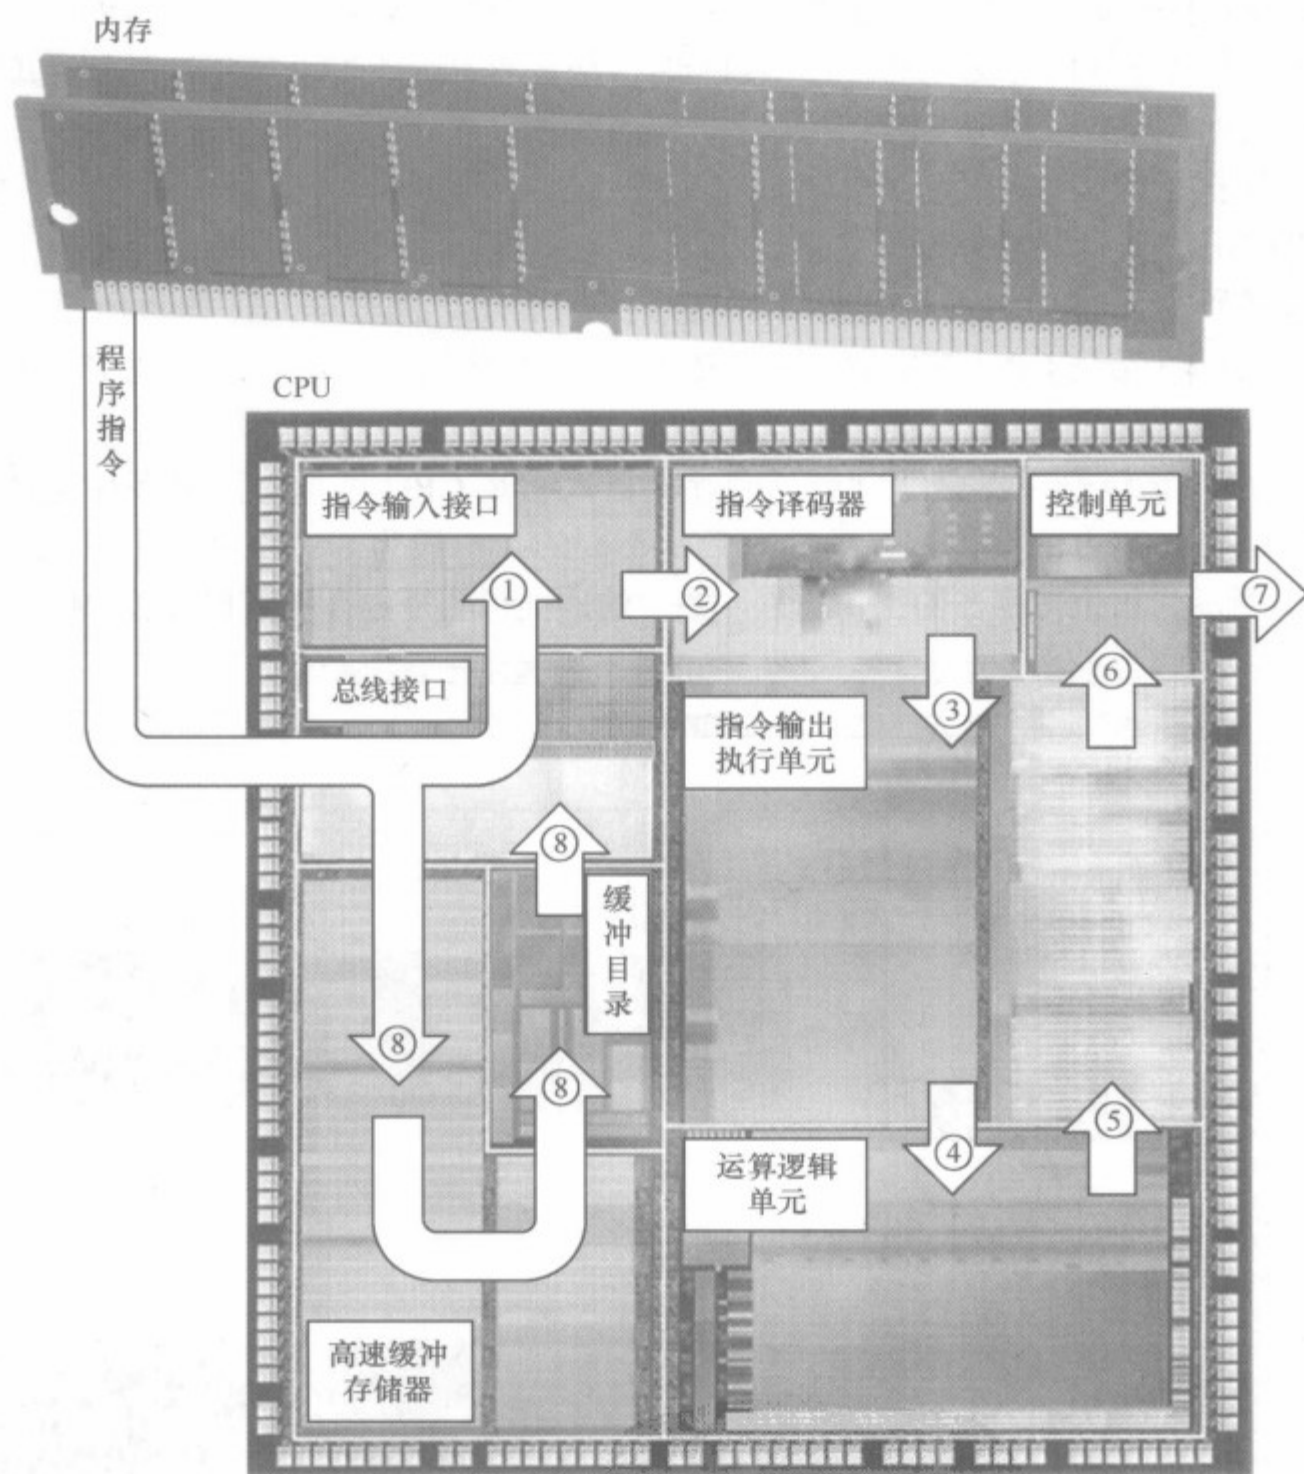 内存
程序指令
CPU
指令输入接口
指令译码器
控制单元
①
②
⑦
总线接口
③
⑥
指令输出
执行单元
⑧
缓冲目录
⑧
⑧
④
⑤
运算逻辑
单元
高速缓冲
存储器